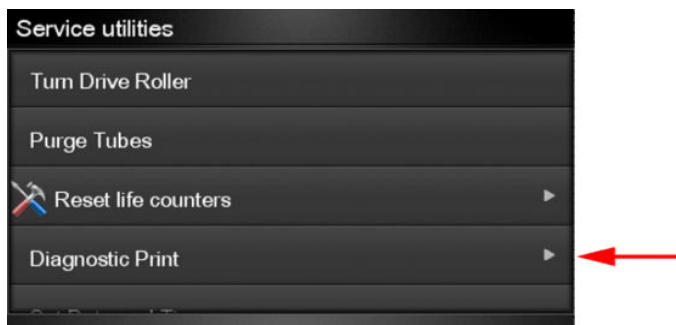 Service utilities
Turn Drive Roller
Purge Tubes
Reset life counters
Diagnostic Print